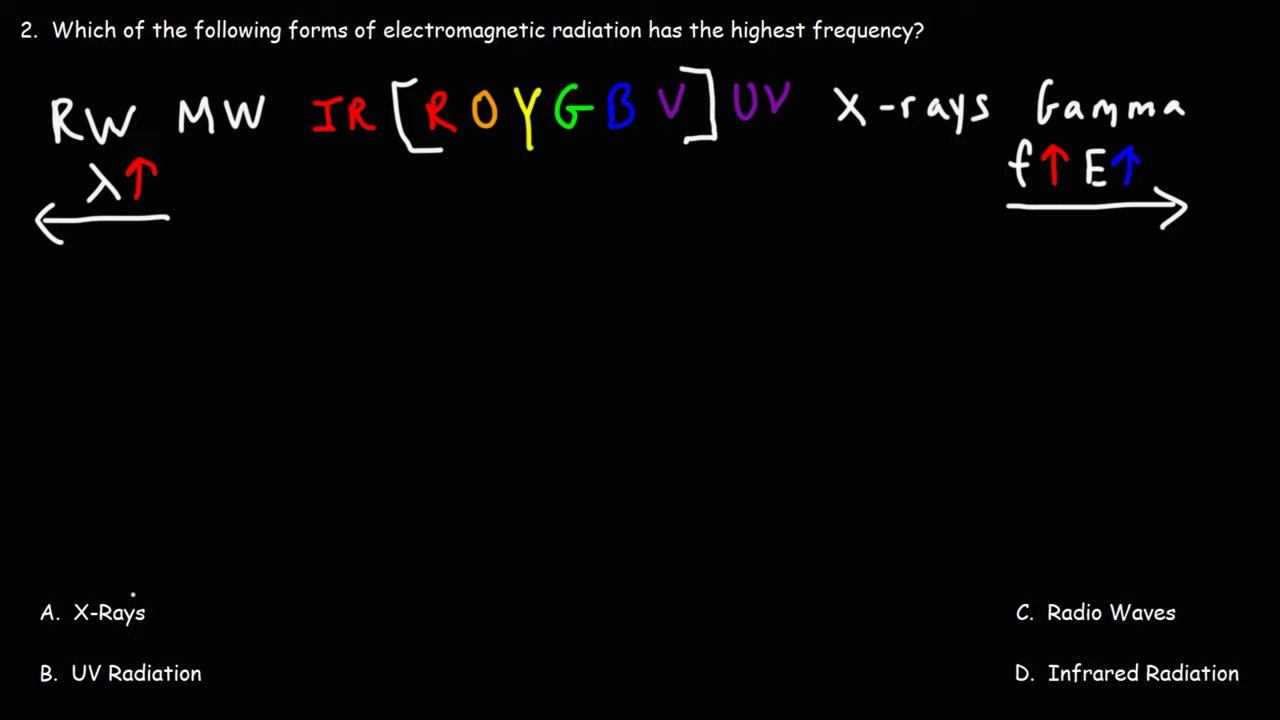 2. Which of the following forms of electromagnetic radiation has the highest frequency?
RW MW IR [R O Y G B V] UV X-rays Gamma
λ↑ f↑ E↑
A. X-Rays C. Radio Waves
B. UV Radiation D. Infrared Radiation